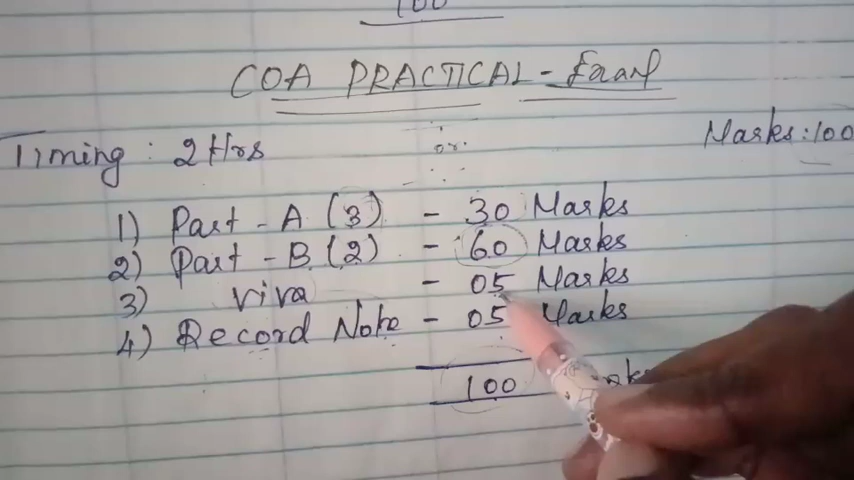 100
COA PRACTICAL - Exam
Timing : 2 Hrs
or
Marks : 100
1) Part - A (3) - 30 Marks
2) Part - B (2) - 60 Marks
3) viva - 05 Marks
4) Record Note - 05 Marks
100